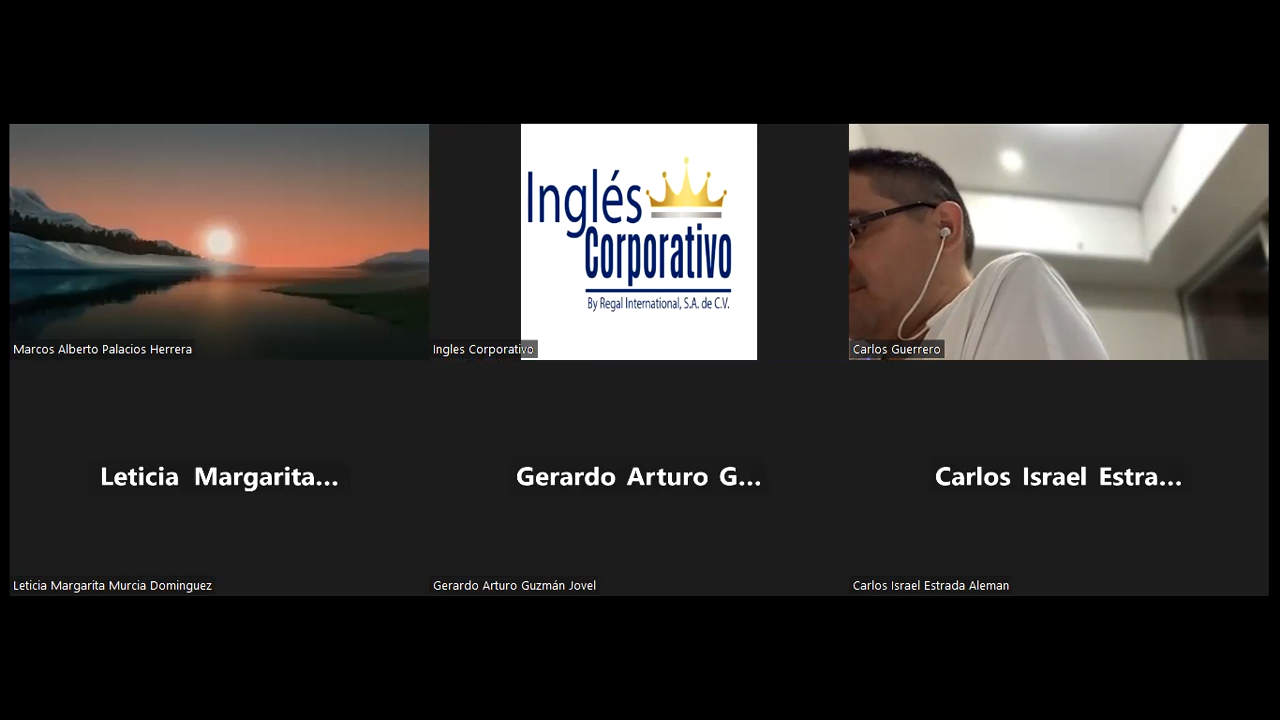 Inglés
Corporativo
By Regal International, S.A. de C.V.
Marcos Alberto Palacios Herrera
Ingles Corporativo
Carlos Guerrero
Leticia Margarita...
Gerardo Arturo G...
Carlos Israel Estra...
Leticia Margarita Murcia Dominguez
Gerardo Arturo Guzmán Jovel
Carlos Israel Estrada Aleman